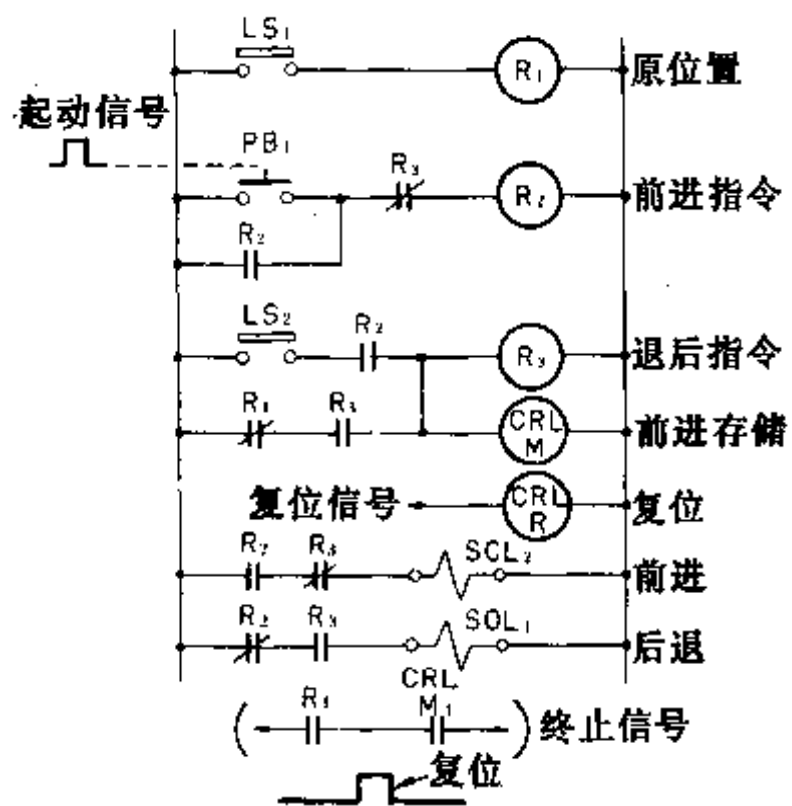 LS₁
R₁ 原位置
起动信号
PB₁ R₃ R₂ 前进指令
R₂
LS₂ R₂ R₃ 退后指令
R₁ R₃ CRL M 前进存储
复位信号 CRL R 复位
R₂ R₃ SCL₂ 前进
R₂ R₃ SOL₁ 后退
R₁ CRL M₁ 终止信号
复位